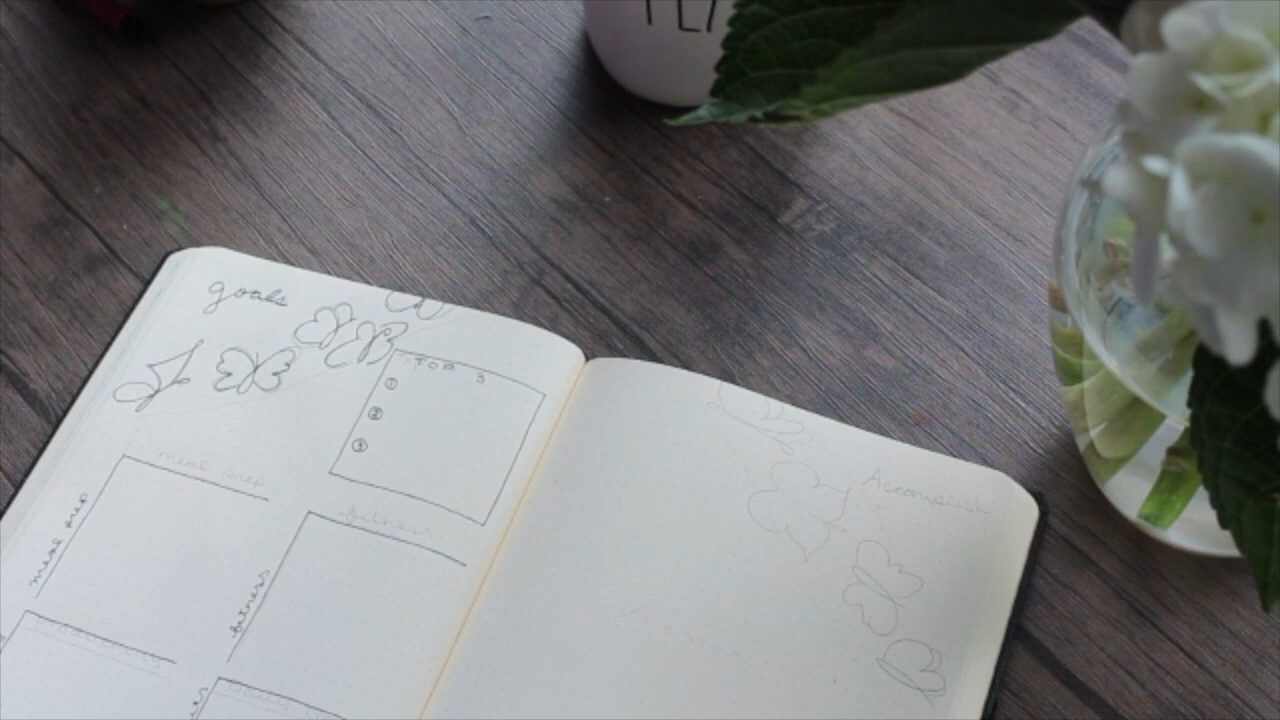 goals
TOP 3
①
②
③
meal prep
meal prep
fitness
fitness
Accomplish